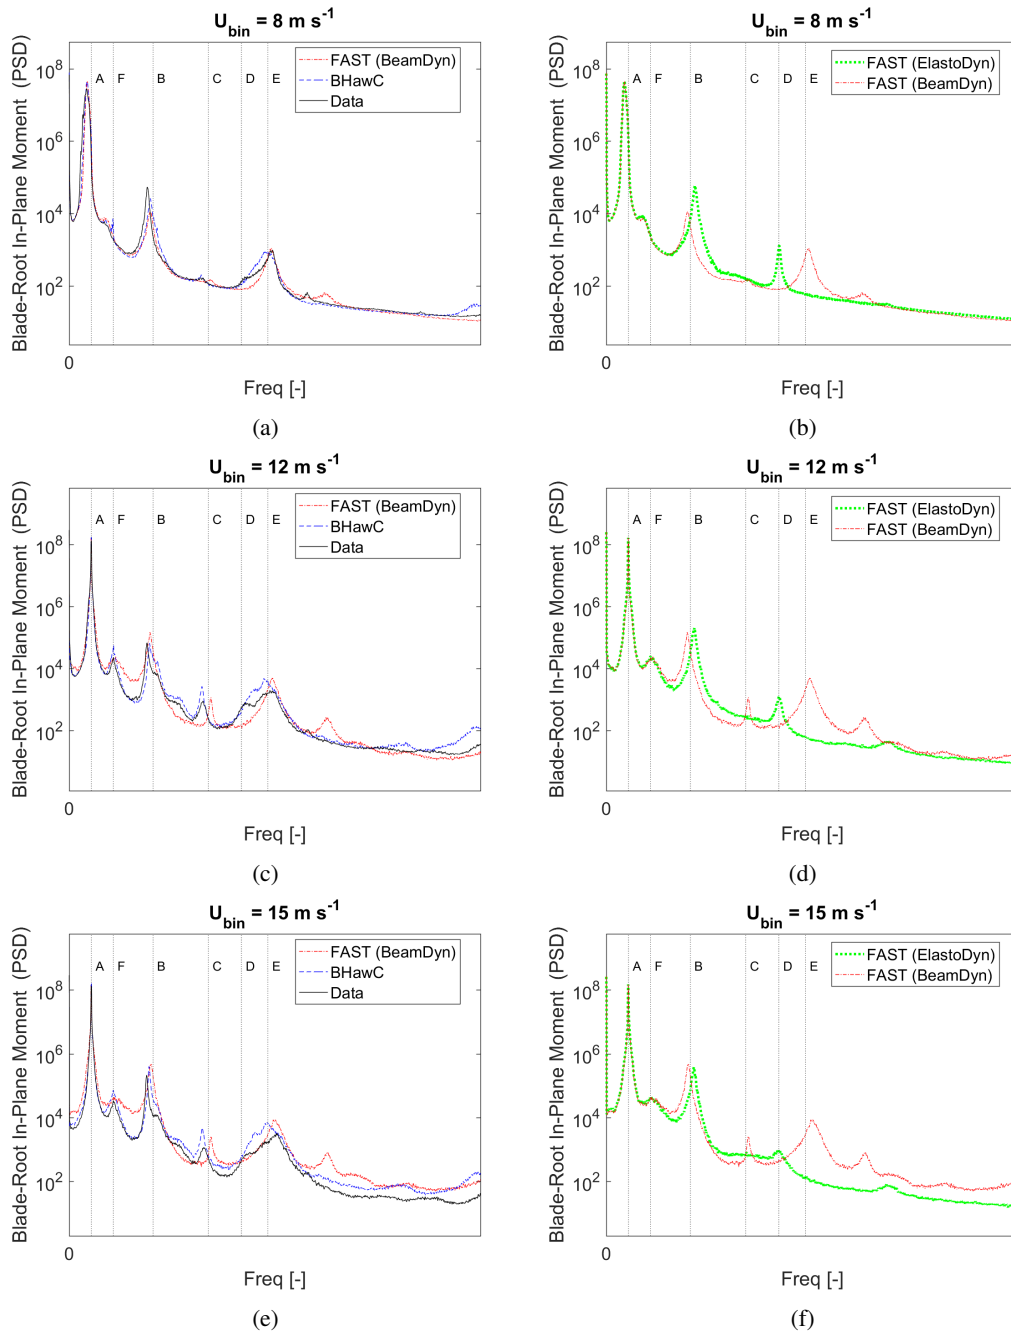 U_bin = 8 m s^-1
Blade-Root In-Plane Moment (PSD)
10^8
10^6
10^4
10^2
A F B C D E
FAST (BeamDyn)
BHawC
Data
0
Freq [-]
(a)
U_bin = 8 m s^-1
Blade-Root In-Plane Moment (PSD)
10^8
10^6
10^4
10^2
A F B C D E
FAST (ElastoDyn)
FAST (BeamDyn)
0
Freq [-]
(b)
U_bin = 12 m s^-1
Blade-Root In-Plane Moment (PSD)
10^8
10^6
10^4
10^2
A F B C D E
FAST (BeamDyn)
BHawC
Data
0
Freq [-]
(c)
U_bin = 12 m s^-1
Blade-Root In-Plane Moment (PSD)
10^8
10^6
10^4
10^2
A F B C D E
FAST (ElastoDyn)
FAST (BeamDyn)
0
Freq [-]
(d)
U_bin = 15 m s^-1
Blade-Root In-Plane Moment (PSD)
10^8
10^6
10^4
10^2
A F B C D E
FAST (BeamDyn)
BHawC
Data
0
Freq [-]
(e)
U_bin = 15 m s^-1
Blade-Root In-Plane Moment (PSD)
10^8
10^6
10^4
10^2
A F B C D E
FAST (ElastoDyn)
FAST (BeamDyn)
0
Freq [-]
(f)